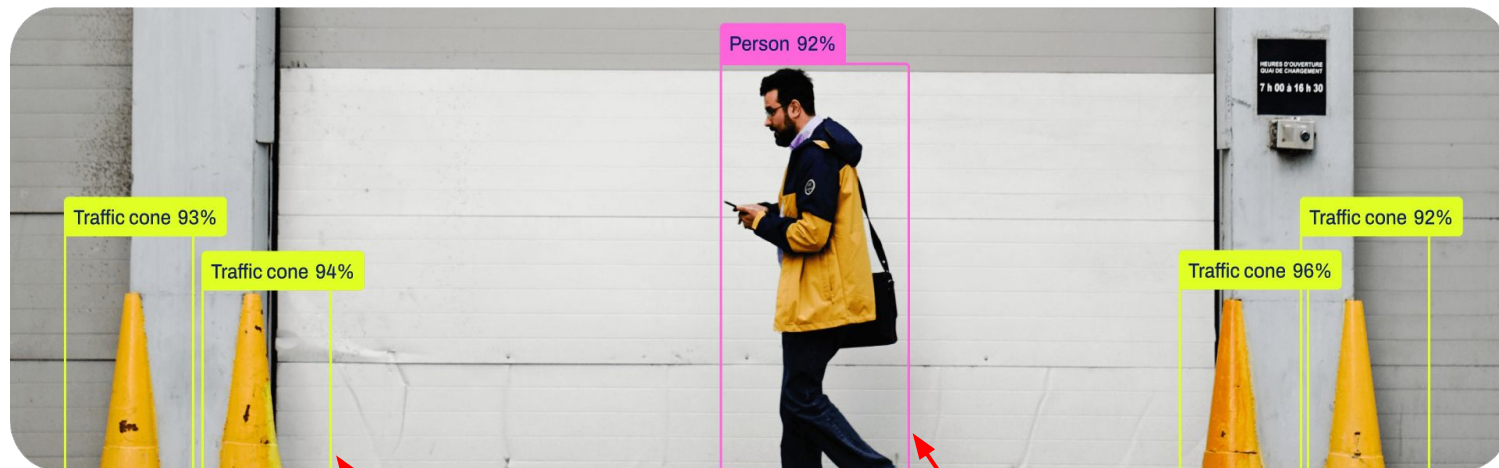 Person 92%
HEURES D'OUVERTURE
QUAI DE CHARGEMENT
7 h 00 à 16 h 30
Traffic cone 93%
Traffic cone 92%
Traffic cone 94%
Traffic cone 96%